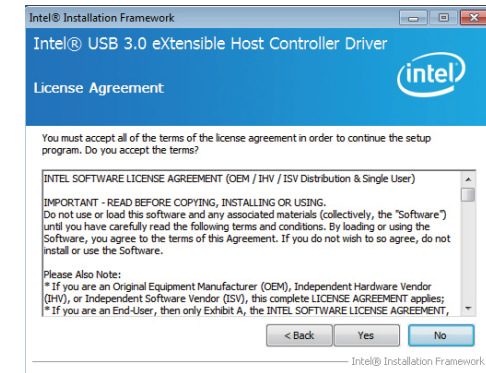 Intel® Installation Framework
Intel® USB 3.0 eXtensible Host Controller Driver
intel
License Agreement
You must accept all of the terms of the license agreement in order to continue the setup
program. Do you accept the terms?
INTEL SOFTWARE LICENSE AGREEMENT (OEM / IHV / ISV Distribution & Single User)
IMPORTANT - READ BEFORE COPYING, INSTALLING OR USING.
Do not use or load this software and any associated materials (collectively, the "Software")
until you have carefully read the following terms and conditions. By loading or using the
Software, you agree to the terms of this Agreement. If you do not wish to so agree, do not
install or use the Software.
Please Also Note:
* If you are an Original Equipment Manufacturer (OEM), Independent Hardware Vendor
(IHV), or Independent Software Vendor (ISV), this complete LICENSE AGREEMENT applies;
* If you are an End-User, then only Exhibit A, the INTEL SOFTWARE LICENSE AGREEMENT,
< Back Yes No
Intel® Installation Framework